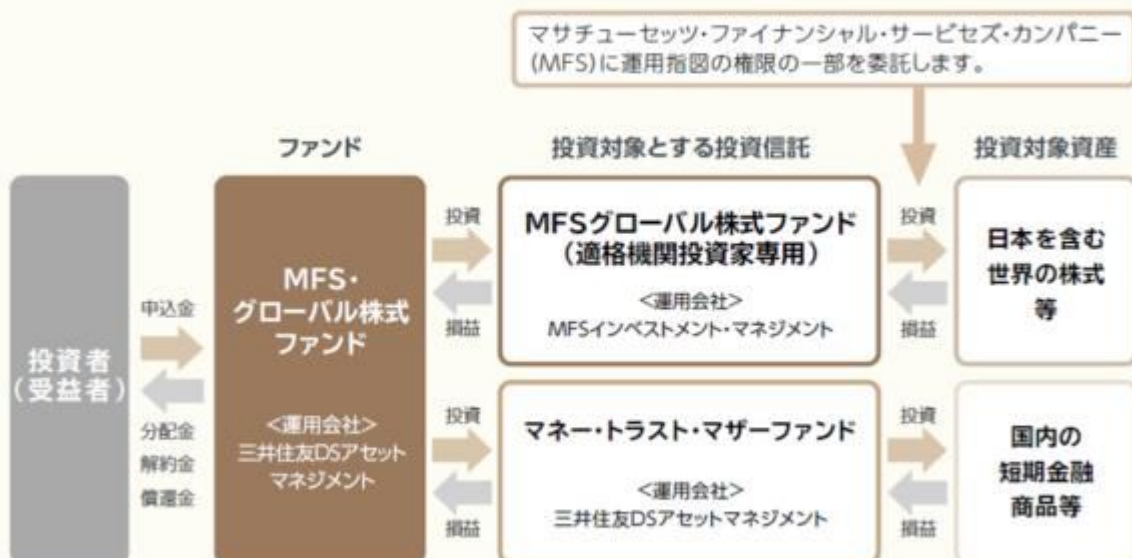 マサチューセッツ・ファイナンシャル・サービセズ・カンパニー
(MFS)に運用指図の権限の一部を委託します。
ファンド
投資対象とする投資信託
投資対象資産
投資者
(受益者)
申込金
分配金
解約金
償還金
MFS・
グローバル株式
ファンド
<運用会社>
三井住友DSアセット
マネジメント
投資
損益
MFSグローバル株式ファンド
(適格機関投資家専用)
<運用会社>
MFSインベストメント・マネジメント
投資
損益
日本を含む
世界の株式
等
投資
損益
マネー・トラスト・マザーファンド
<運用会社>
三井住友DSアセットマネジメント
投資
損益
国内の
短期金融
商品等